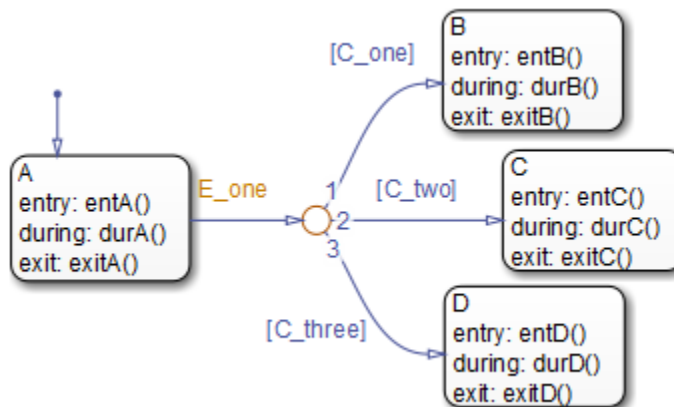 B
entry: entB()
during: durB()
exit: exitB()
[C_one]
A
entry: entA()
during: durA()
exit: exitA()
E_one
1
2
3
[C_two]
C
entry: entC()
during: durC()
exit: exitC()
[C_three]
D
entry: entD()
during: durD()
exit: exitD()